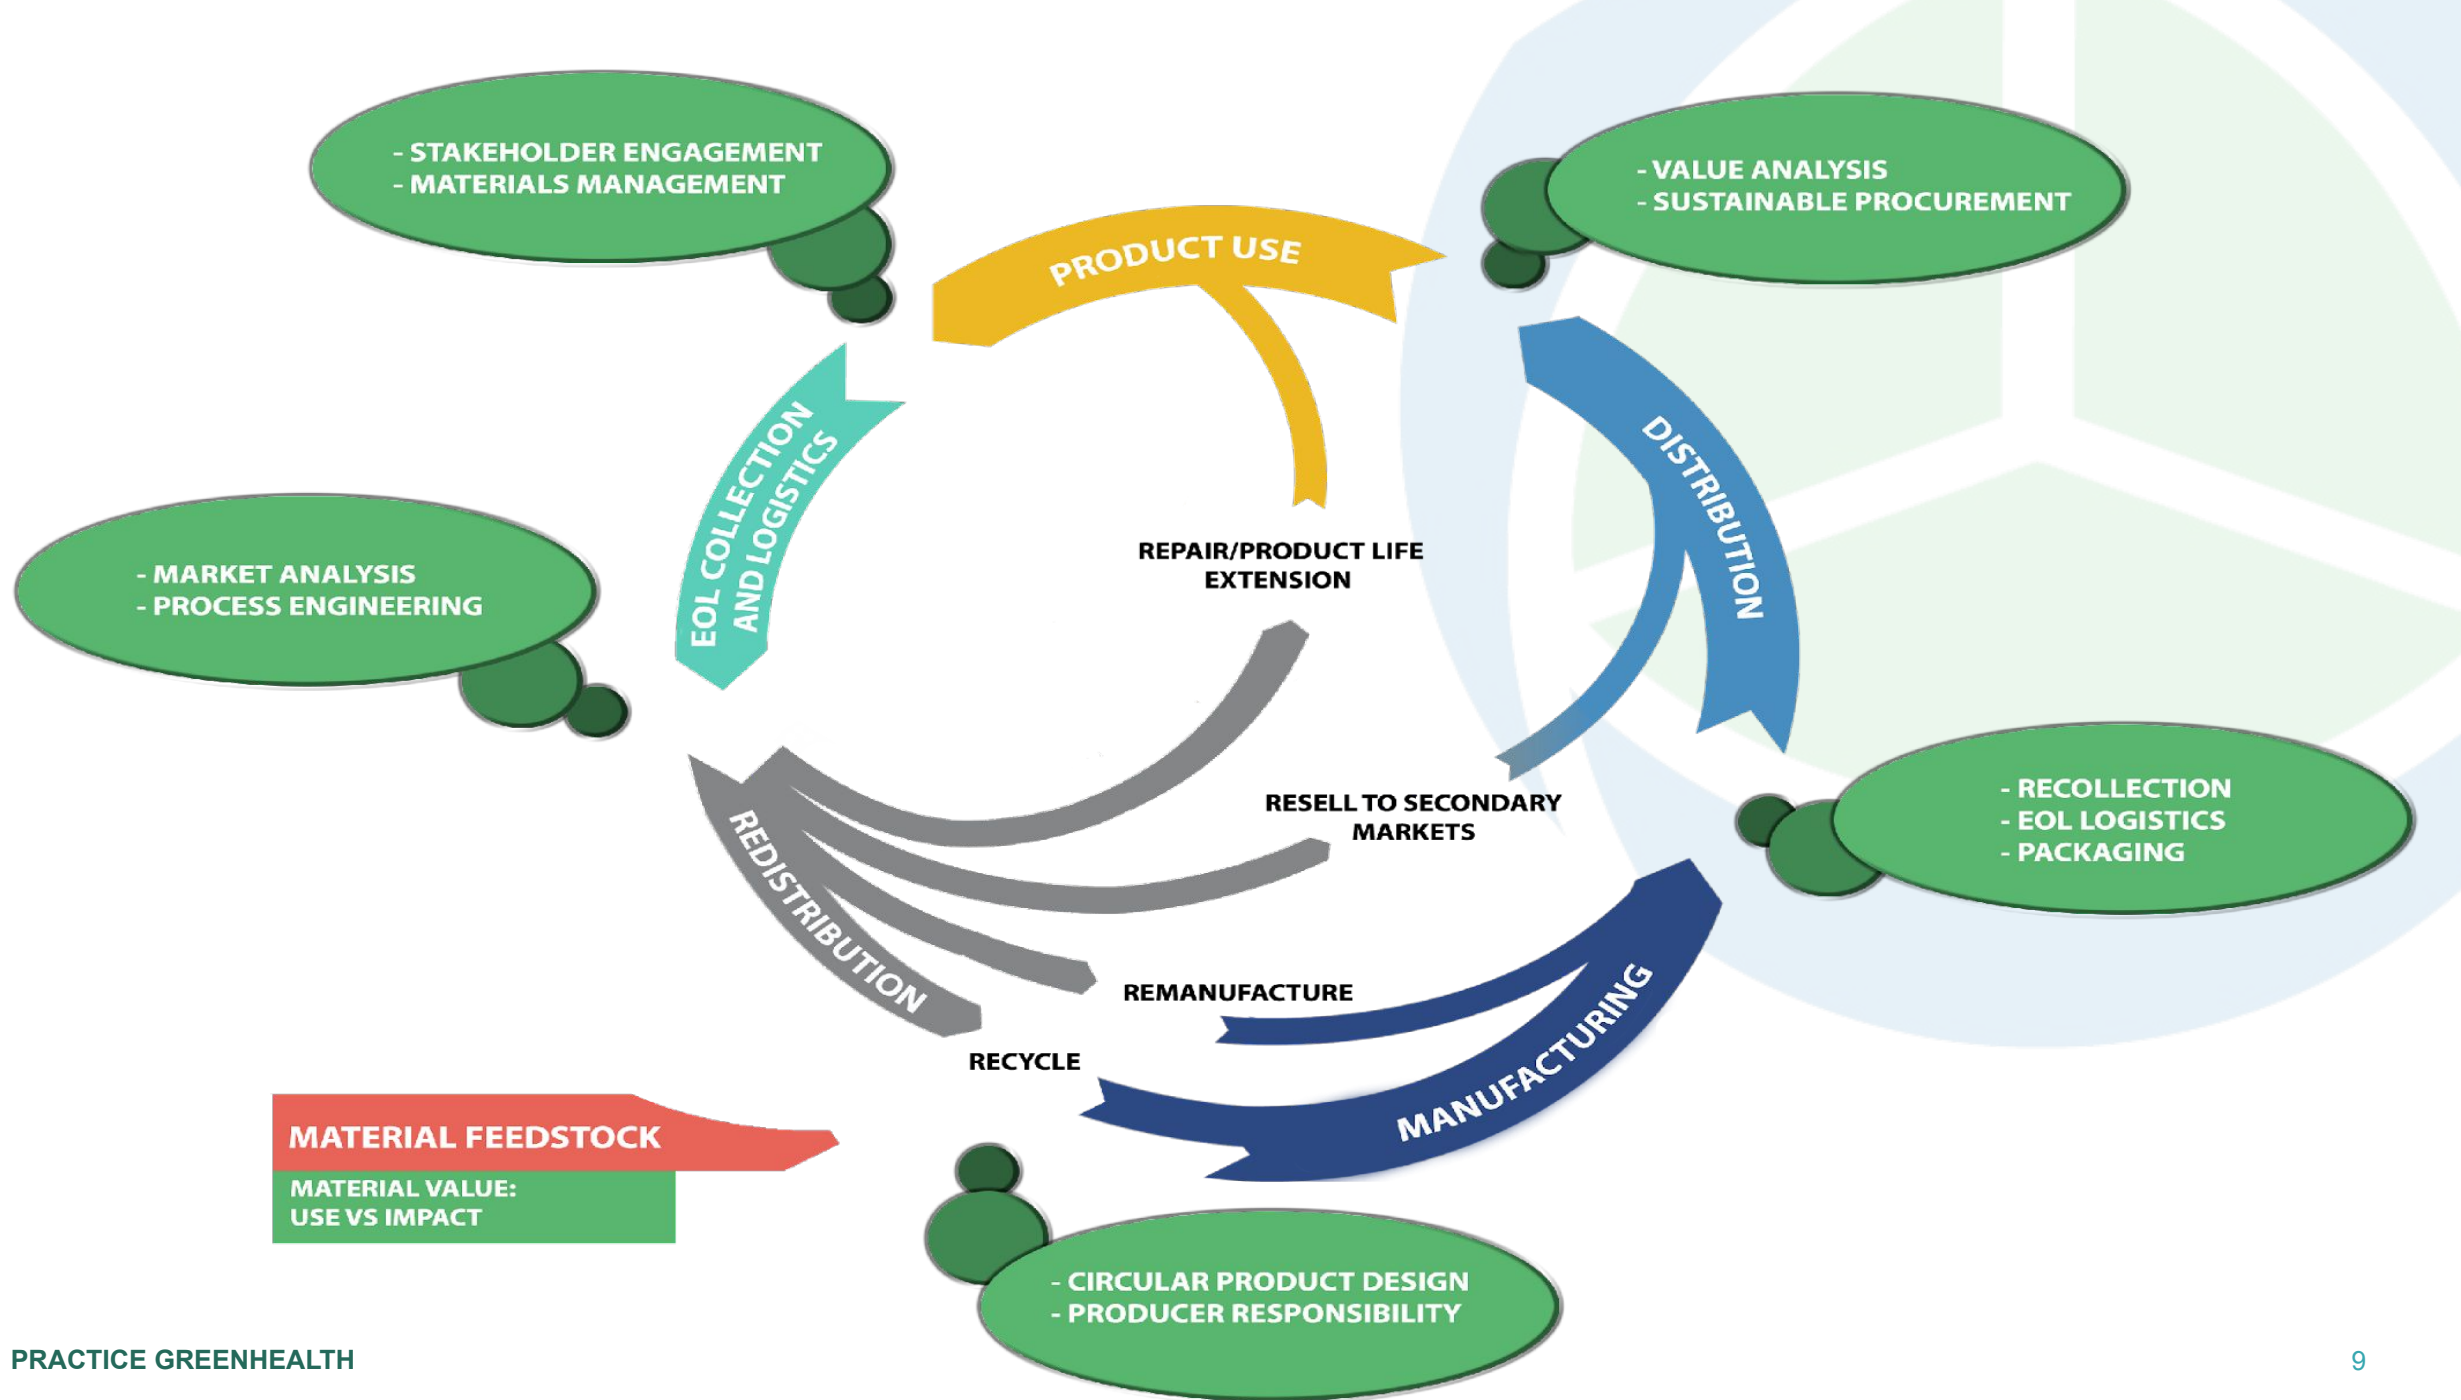 - STAKEHOLDER ENGAGEMENT
- MATERIALS MANAGEMENT
- VALUE ANALYSIS
- SUSTAINABLE PROCUREMENT
PRODUCT USE
DISTRIBUTION
EOL COLLECTION
AND LOGISTICS
- MARKET ANALYSIS
- PROCESS ENGINEERING
REPAIR/PRODUCT LIFE
EXTENSION
RESELL TO SECONDARY
MARKETS
- RECOLLECTION
- EOL LOGISTICS
- PACKAGING
REDISTRIBUTION
REMANUFACTURE
RECYCLE
MANUFACTURING
MATERIAL FEEDSTOCK
MATERIAL VALUE:
USE VS IMPACT
- CIRCULAR PRODUCT DESIGN
- PRODUCER RESPONSIBILITY
PRACTICE GREENHEALTH
9